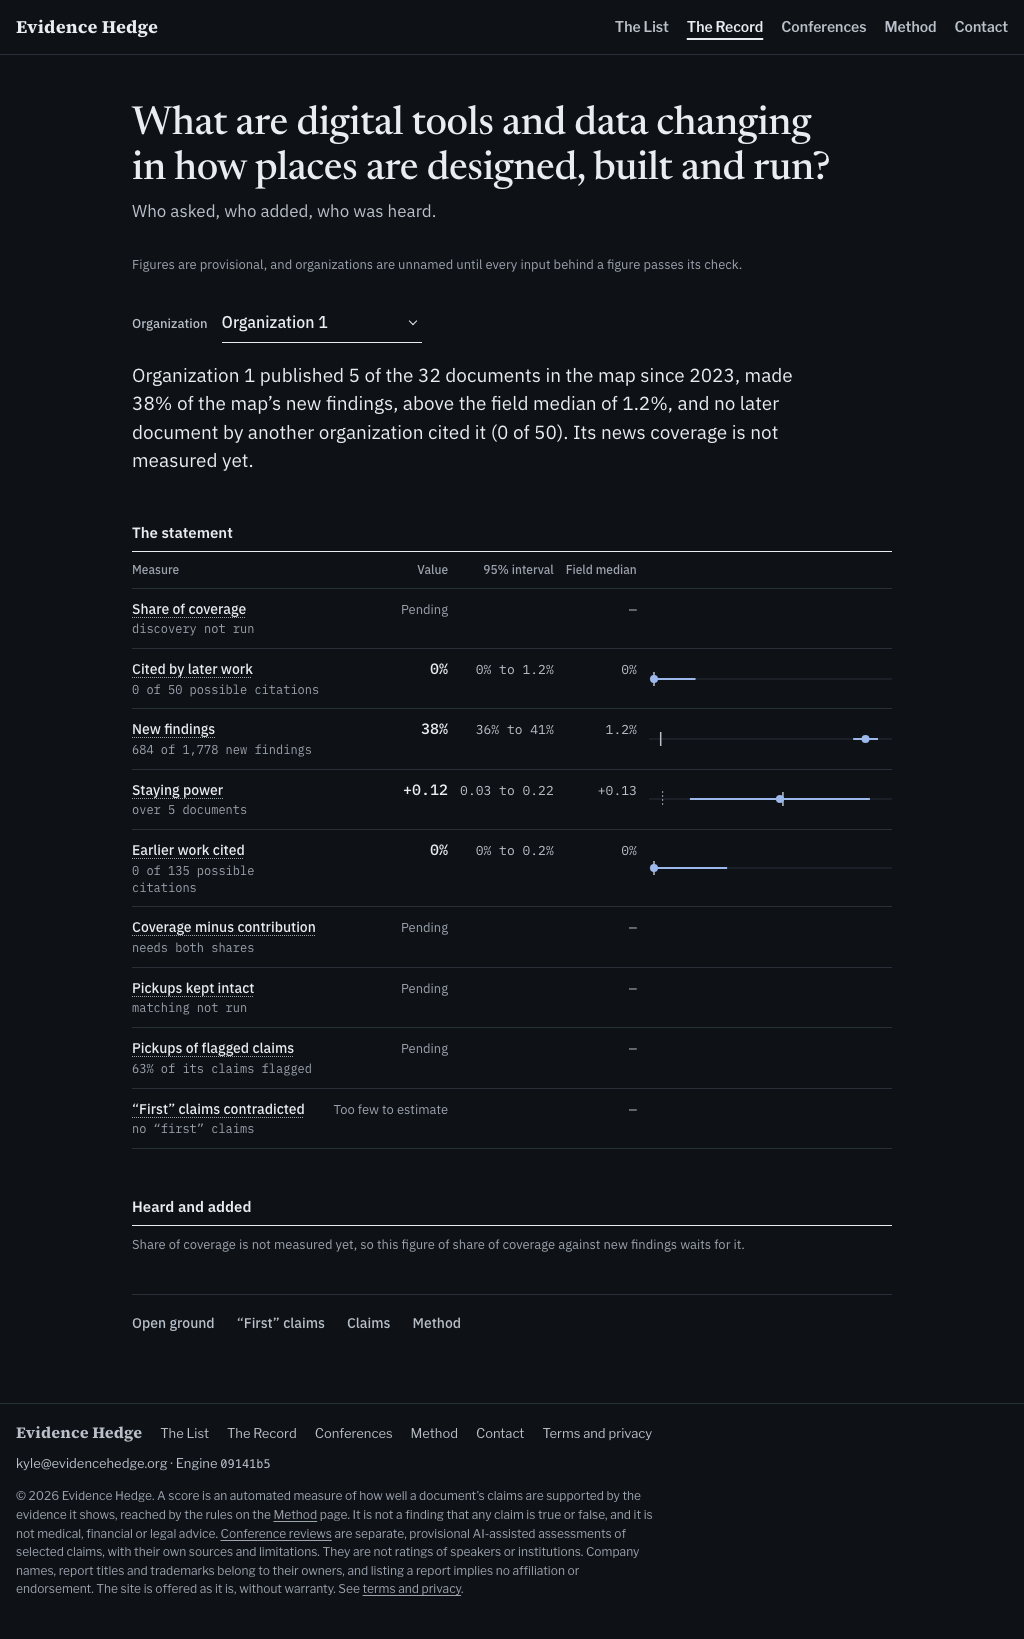 Evidence Hedge
The List The Record Conferences Method Contact
What are digital tools and data changing
in how places are designed, built and run?
Who asked, who added, who was heard.
Figures are provisional, and organizations are unnamed until every input behind a figure passes its check.
Organization Organization 1
Organization 1 published 5 of the 32 documents in the map since 2023, made
38% of the map’s new findings, above the field median of 1.2%, and no later
document by another organization cited it (0 of 50). Its news coverage is not
measured yet.
The statement
Measure Value 95% interval Field median
Share of coverage Pending –
discovery not run
Cited by later work 0% 0% to 1.2% 0%
0 of 50 possible citations
New findings 38% 36% to 41% 1.2%
684 of 1,778 new findings
Staying power +0.12 0.03 to 0.22 +0.13
over 5 documents
Earlier work cited 0% 0% to 0.2% 0%
0 of 135 possible
citations
Coverage minus contribution Pending –
needs both shares
Pickups kept intact Pending –
matching not run
Pickups of flagged claims Pending –
63% of its claims flagged
“First” claims contradicted Too few to estimate –
no “first” claims
Heard and added
Share of coverage is not measured yet, so this figure of share of coverage against new findings waits for it.
Open ground “First” claims Claims Method
Evidence Hedge The List The Record Conferences Method Contact Terms and privacy
kyle@evidencehedge.org · Engine 09141b5
© 2026 Evidence Hedge. A score is an automated measure of how well a document’s claims are supported by the
evidence it shows, reached by the rules on the Method page. It is not a finding that any claim is true or false, and it is
not medical, financial or legal advice. Conference reviews are separate, provisional AI-assisted assessments of
selected claims, with their own sources and limitations. They are not ratings of speakers or institutions. Company
names, report titles and trademarks belong to their owners, and listing a report implies no affiliation or
endorsement. The site is offered as it is, without warranty. See terms and privacy.